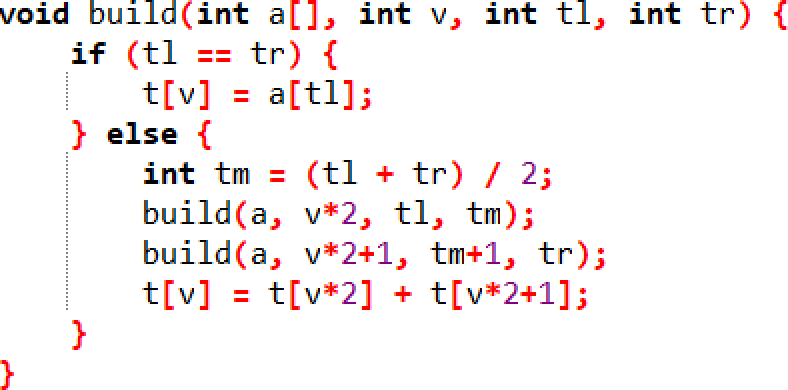 void build(int a[], int v, int tl, int tr) {
    if (tl == tr) {
        t[v] = a[tl];
    } else {
        int tm = (tl + tr) / 2;
        build(a, v*2, tl, tm);
        build(a, v*2+1, tm+1, tr);
        t[v] = t[v*2] + t[v*2+1];
    }
}